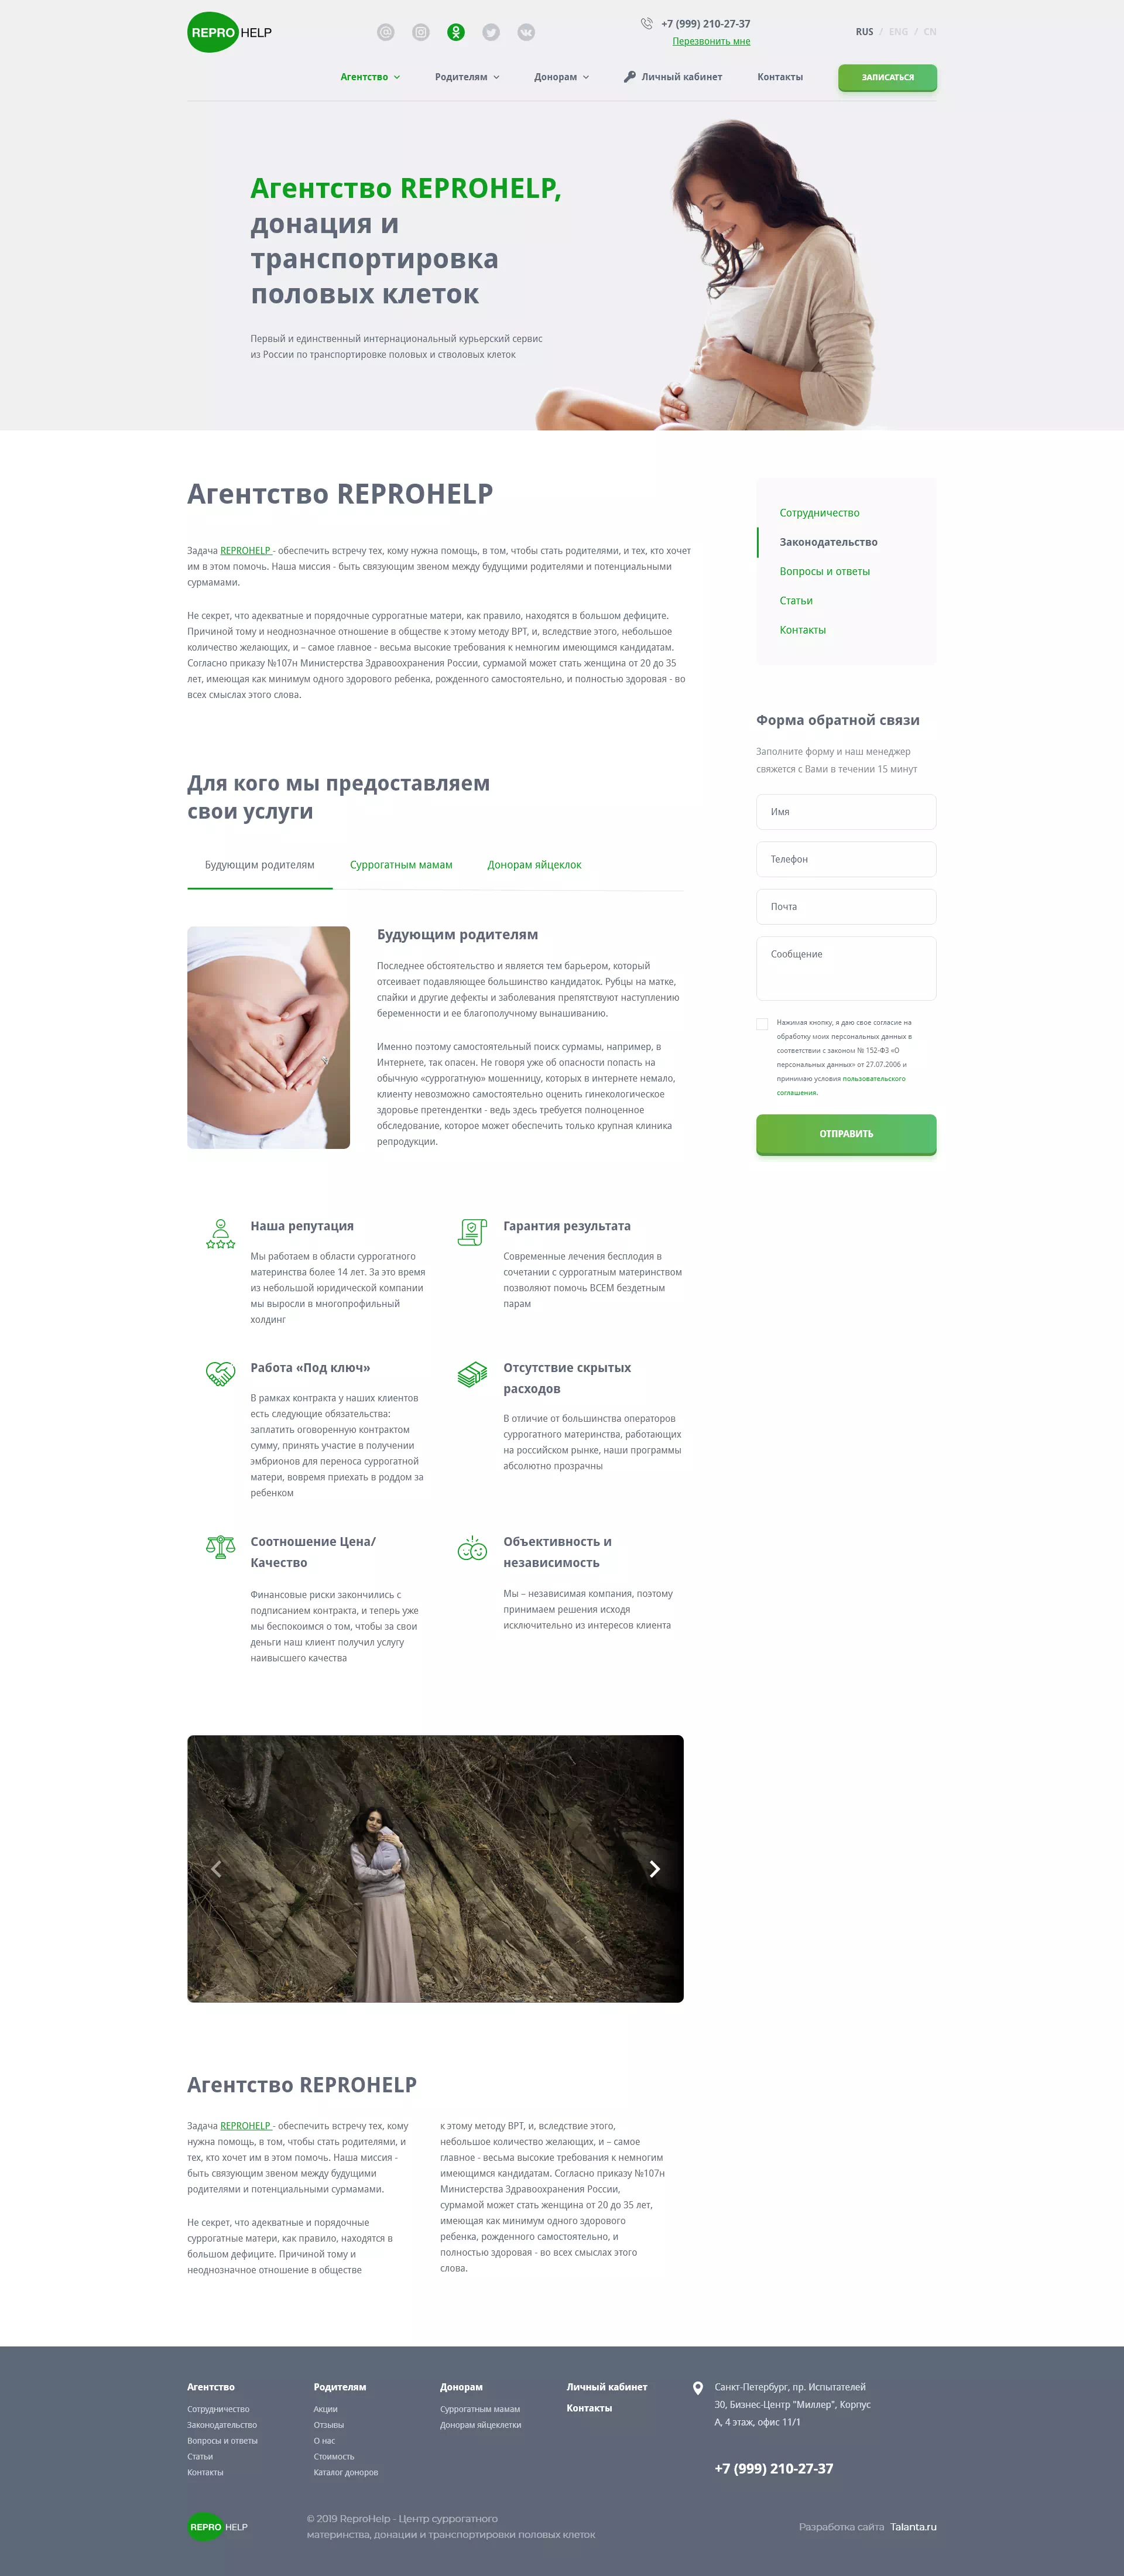 REPRO HELP
+7 (999) 210-27-37
Перезвонить мне
RUS / ENG / CN
Агентство
Родителям
Донорам
Личный кабинет
Контакты
ЗАПИСАТЬСЯ
Агентство REPROHELP,
донация и
транспортировка
половых клеток
Первый и единственный интернациональный курьерский сервис
из России по транспортировке половых и стволовых клеток
Агентство REPROHELP
Задача REPROHELP - обеспечить встречу тех, кому нужна помощь, в том, чтобы стать родителями, и тех, кто хочет
им в этом помочь. Наша миссия - быть связующим звеном между будущими родителями и потенциальными
сурмамами.
Не секрет, что адекватные и порядочные суррогатные матери, как правило, находятся в большом дефиците.
Причиной тому и неоднозначное отношение в обществе к этому методу ВРТ, и, вследствие этого, небольшое
количество желающих, и – самое главное - весьма высокие требования к немногим имеющимся кандидатам.
Согласно приказу №107н Министерства Здравоохранения России, сурмамой может стать женщина от 20 до 35
лет, имеющая как минимум одного здорового ребенка, рожденного самостоятельно, и полностью здоровая - во
всех смыслах этого слова.
Сотрудничество
Законодательство
Вопросы и ответы
Статьи
Контакты
Форма обратной связи
Заполните форму и наш менеджер
свяжется с Вами в течении 15 минут
Имя
Телефон
Почта
Сообщение
Нажимая кнопку, я даю свое согласие на
обработку моих персональных данных в
соответствии с законом № 152-ФЗ «О
персональных данных» от 27.07.2006 и
принимаю условия пользовательского
соглашения.
ОТПРАВИТЬ
Для кого мы предоставляем
свои услуги
Будующим родителям
Суррогатным мамам
Донорам яйцеклок
Будующим родителям
Последнее обстоятельство и является тем барьером, который
отсеивает подавляющее большинство кандидаток. Рубцы на матке,
спайки и другие дефекты и заболевания препятствуют наступлению
беременности и ее благополучному вынашиванию.
Именно поэтому самостоятельный поиск сурмамы, например, в
Интернете, так опасен. Не говоря уже об опасности попасть на
обычную «суррогатную» мошенницу, которых в интернете немало,
клиенту невозможно самостоятельно оценить гинекологическое
здоровье претендентки - ведь здесь требуется полноценное
обследование, которое может обеспечить только крупная клиника
репродукции.
Наша репутация
Мы работаем в области суррогатного
материнства более 14 лет. За это время
из небольшой юридической компании
мы выросли в многопрофильный
холдинг
Гарантия результата
Современные лечения бесплодия в
сочетании с суррогатным материнством
позволяют помочь ВСЕМ бездетным
парам
Работа «Под ключ»
В рамках контракта у наших клиентов
есть следующие обязательства:
заплатить оговоренную контрактом
сумму, принять участие в получении
эмбрионов для переноса суррогатной
матери, вовремя приехать в роддом за
ребенком
Отсутствие скрытых
расходов
В отличие от большинства операторов
суррогатного материнства, работающих
на российском рынке, наши программы
абсолютно прозрачны
Соотношение Цена/
Качество
Финансовые риски закончились с
подписанием контракта, и теперь уже
мы беспокоимся о том, чтобы за свои
деньги наш клиент получил услугу
наивысшего качества
Объективность и
независимость
Мы – независимая компания, поэтому
принимаем решения исходя
исключительно из интересов клиента
Агентство REPROHELP
Задача REPROHELP - обеспечить встречу тех, кому
нужна помощь, в том, чтобы стать родителями, и
тех, кто хочет им в этом помочь. Наша миссия -
быть связующим звеном между будущими
родителями и потенциальными сурмамами.
Не секрет, что адекватные и порядочные
суррогатные матери, как правило, находятся в
большом дефиците. Причиной тому и
неоднозначное отношение в обществе
к этому методу ВРТ, и, вследствие этого,
небольшое количество желающих, и – самое
главное - весьма высокие требования к немногим
имеющимся кандидатам. Согласно приказу №107н
Министерства Здравоохранения России,
сурмамой может стать женщина от 20 до 35 лет,
имеющая как минимум одного здорового
ребенка, рожденного самостоятельно, и
полностью здоровая - во всех смыслах этого
слова.
Агентство
Сотрудничество
Законодательство
Вопросы и ответы
Статьи
Контакты
Родителям
Акции
Отзывы
О нас
Стоимость
Каталог доноров
Донорам
Суррогатным мамам
Донорам яйцеклетки
Личный кабинет
Контакты
Санкт-Петербург, пр. Испытателей
30, Бизнес-Центр "Миллер", Корпус
А, 4 этаж, офис 11/1
+7 (999) 210-27-37
REPRO HELP
© 2019 ReproHelp - Центр суррогатного
материнства, донации и транспортировки половых клеток
Разработка сайта Talanta.ru